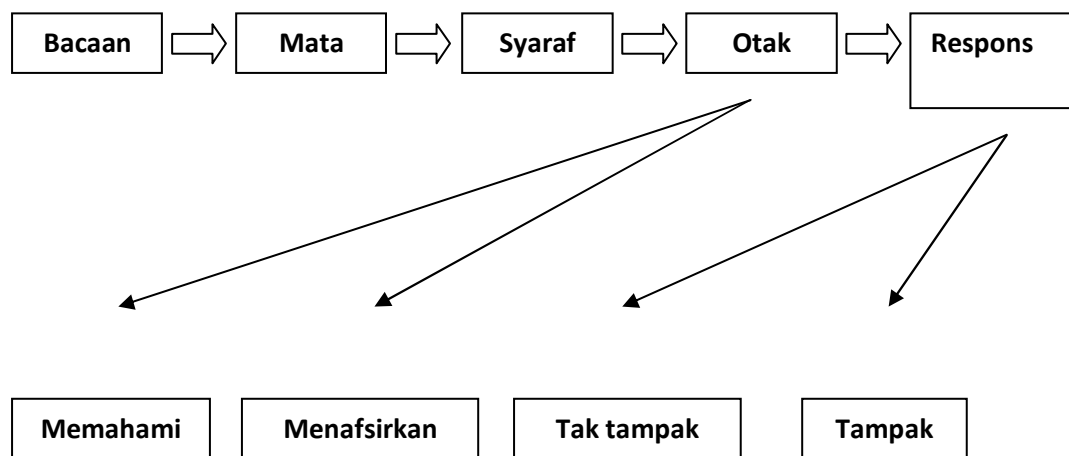 Bacaan
Mata
Syaraf
Otak
Respons
Memahami
Menafsirkan
Tak tampak
Tampak